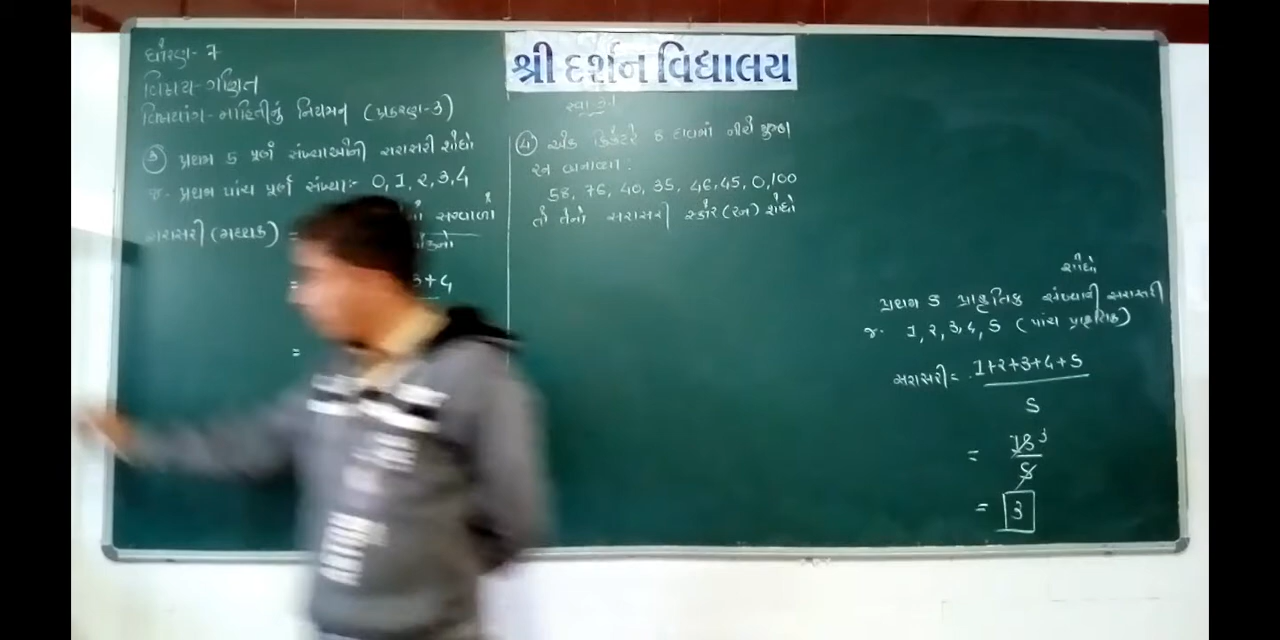 શ્રી દર્શન વિદ્યાલય
ધોરણ- 7
વિષય-ગણિત
વિષયાંગ- માહિતીનું નિયમન (પ્રકરણ-3)
૩ પ્રથમ 5 પૂર્ણ સંખ્યાઓની સરાસરી શોધો
જ. પ્રથમ પાંચ પૂર્ણ સંખ્યા:- 0, 1, 2, 3, 4
સરાસરી (મધ્યક) =
સરવાળો
= + 4
=
સ્વા
૪ એક ક્રિકેટરે 8 દાવમાં નીચે મુજબ
રન બનાવ્યા :
58, 76, 40, 35, 46, 45, 0, 100
તો તેનો સરાસરી સ્કોર (રન) શોધો
શોધો
પ્રથમ 5 પ્રાકૃતિક સંખ્યાની સરાસરી
જ. 1, 2, 3, 4, 5 (પાંચ પ્રાકૃતિક)
સરાસરી = 1+2+3+4+5
5
= 15 3
5
= 3